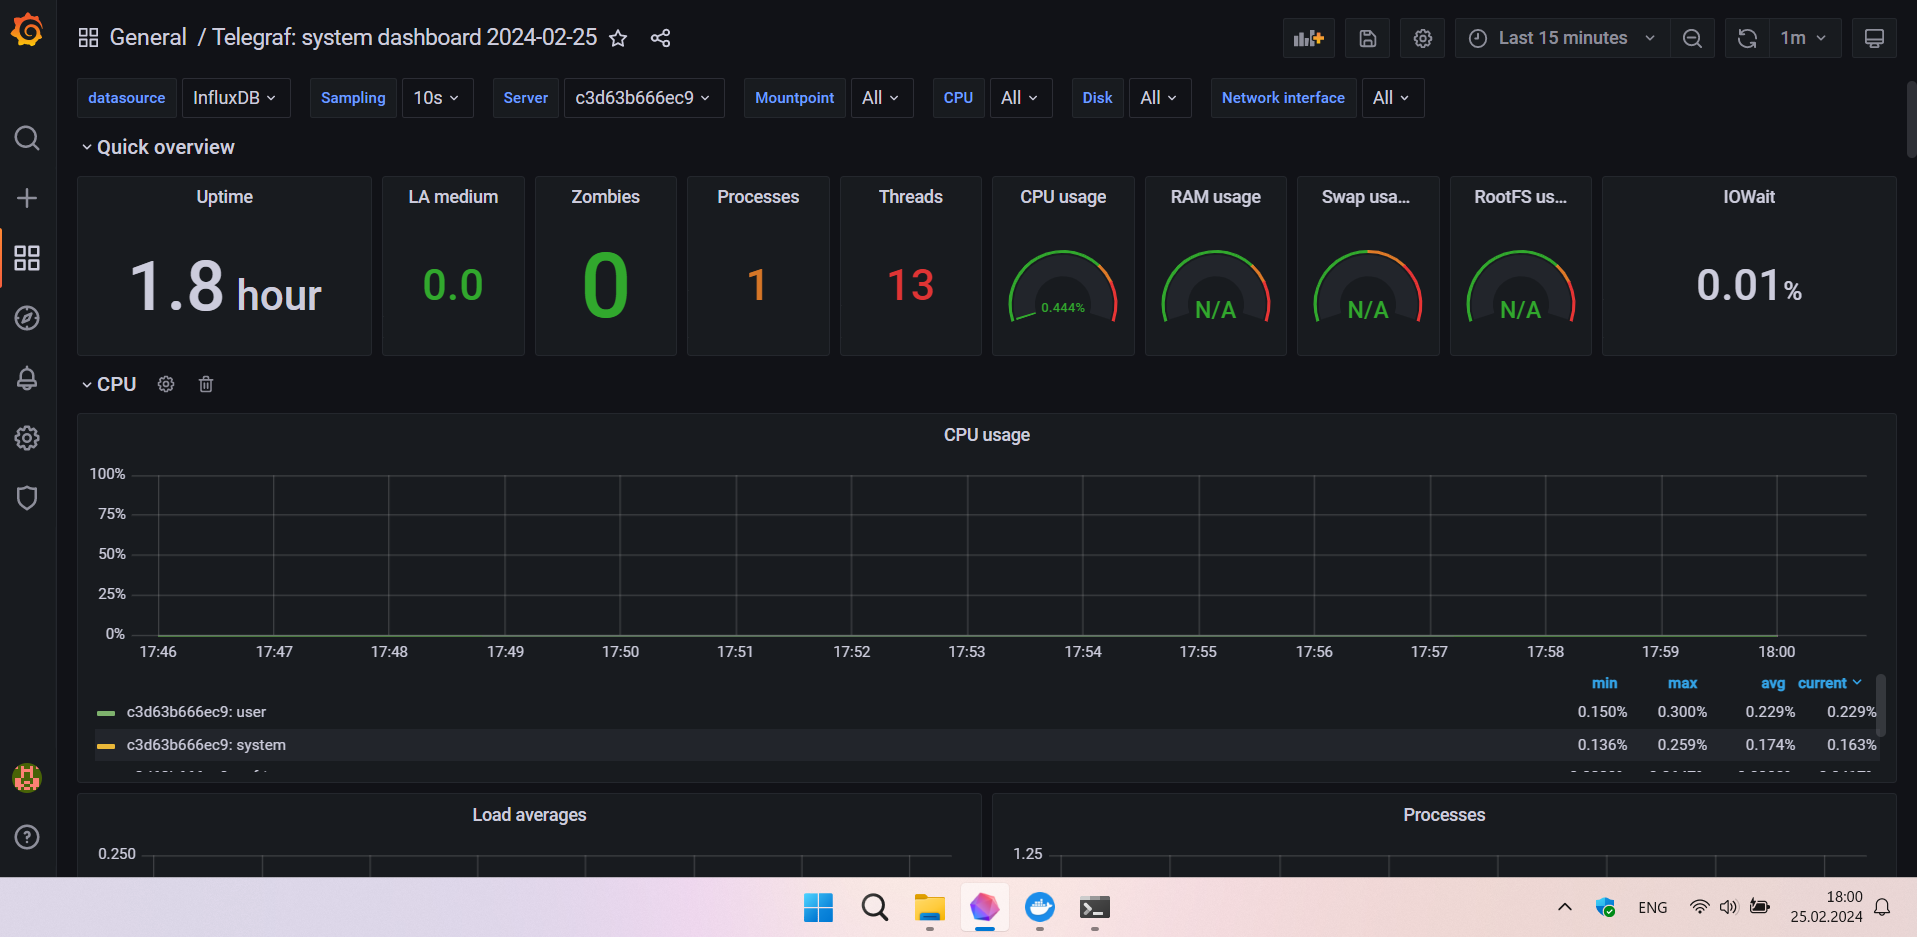 General / Telegraf: system dashboard 2024-02-25
Last 15 minutes
1m
datasource InfluxDB Sampling 10s Server c3d63b666ec9 Mountpoint All CPU All Disk All Network interface All
Quick overview
Uptime
1.8 hour
LA medium
0.0
Zombies
0
Processes
1
Threads
13
CPU usage
0.444%
RAM usage
N/A
Swap usa...
N/A
RootFS us...
N/A
IOWait
0.01%
CPU
CPU usage
100%
75%
50%
25%
0%
17:46 17:47 17:48 17:49 17:50 17:51 17:52 17:53 17:54 17:55 17:56 17:57 17:58 17:59 18:00
min max avg current
c3d63b666ec9: user 0.150% 0.300% 0.229% 0.229%
c3d63b666ec9: system 0.136% 0.259% 0.174% 0.163%
Load averages
0.250
Processes
1.25
ENG
18:00
25.02.2024